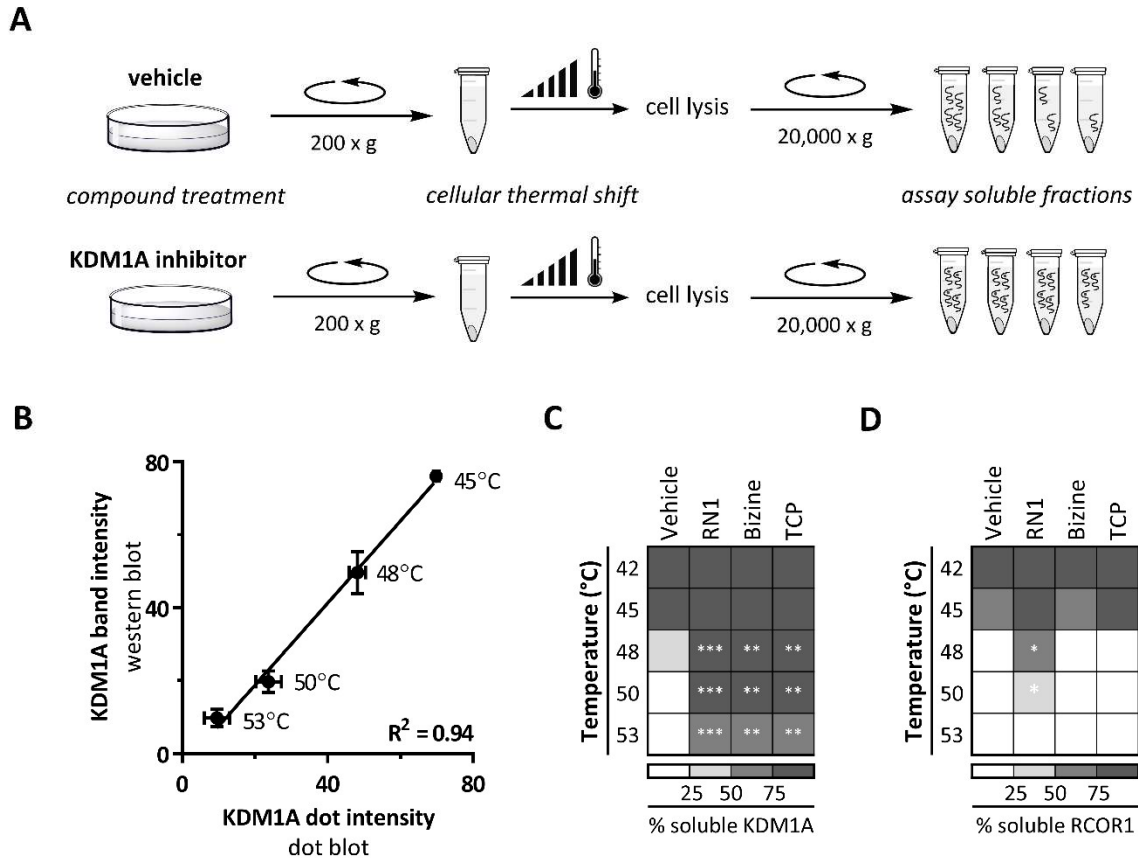 A
vehicle
200 x g
cell lysis
20,000 x g
compound treatment
cellular thermal shift
assay soluble fractions
KDM1A inhibitor
200 x g
cell lysis
20,000 x g
B
KDM1A band intensity
western blot
80
40
0
45°C
48°C
50°C
53°C
R² = 0.94
0
40
80
KDM1A dot intensity
dot blot
C
Vehicle
RN1
Bizine
TCP
Temperature (°C)
42
45
48 *** ** **
50 *** ** **
53 *** ** **
25 50 75
% soluble KDM1A
D
Vehicle
RN1
Bizine
TCP
Temperature (°C)
42
45
48 *
50 *
53
25 50 75
% soluble RCOR1